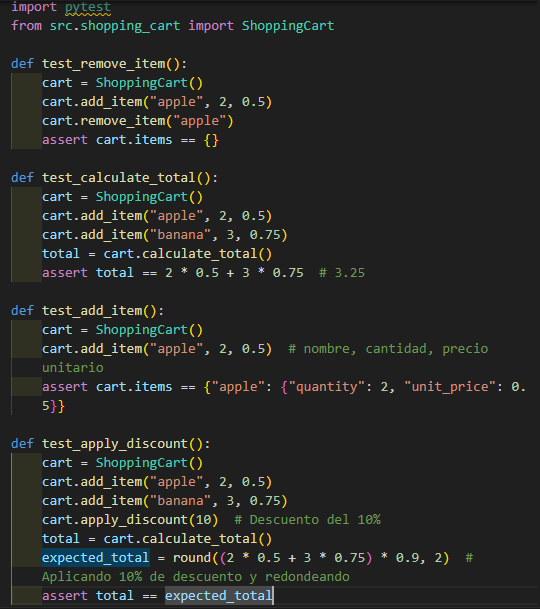 import pytest
from src.shopping_cart import ShoppingCart
def test_remove_item():
    cart = ShoppingCart()
    cart.add_item("apple", 2, 0.5)
    cart.remove_item("apple")
    assert cart.items == {}
def test_calculate_total():
    cart = ShoppingCart()
    cart.add_item("apple", 2, 0.5)
    cart.add_item("banana", 3, 0.75)
    total = cart.calculate_total()
    assert total == 2 * 0.5 + 3 * 0.75  # 3.25
def test_add_item():
    cart = ShoppingCart()
    cart.add_item("apple", 2, 0.5)  # nombre, cantidad, precio
    unitario
    assert cart.items == {"apple": {"quantity": 2, "unit_price": 0.
    5}}
def test_apply_discount():
    cart = ShoppingCart()
    cart.add_item("apple", 2, 0.5)
    cart.add_item("banana", 3, 0.75)
    cart.apply_discount(10)  # Descuento del 10%
    total = cart.calculate_total()
    expected_total = round((2 * 0.5 + 3 * 0.75) * 0.9, 2)  #
    Aplicando 10% de descuento y redondeando
    assert total == expected_total